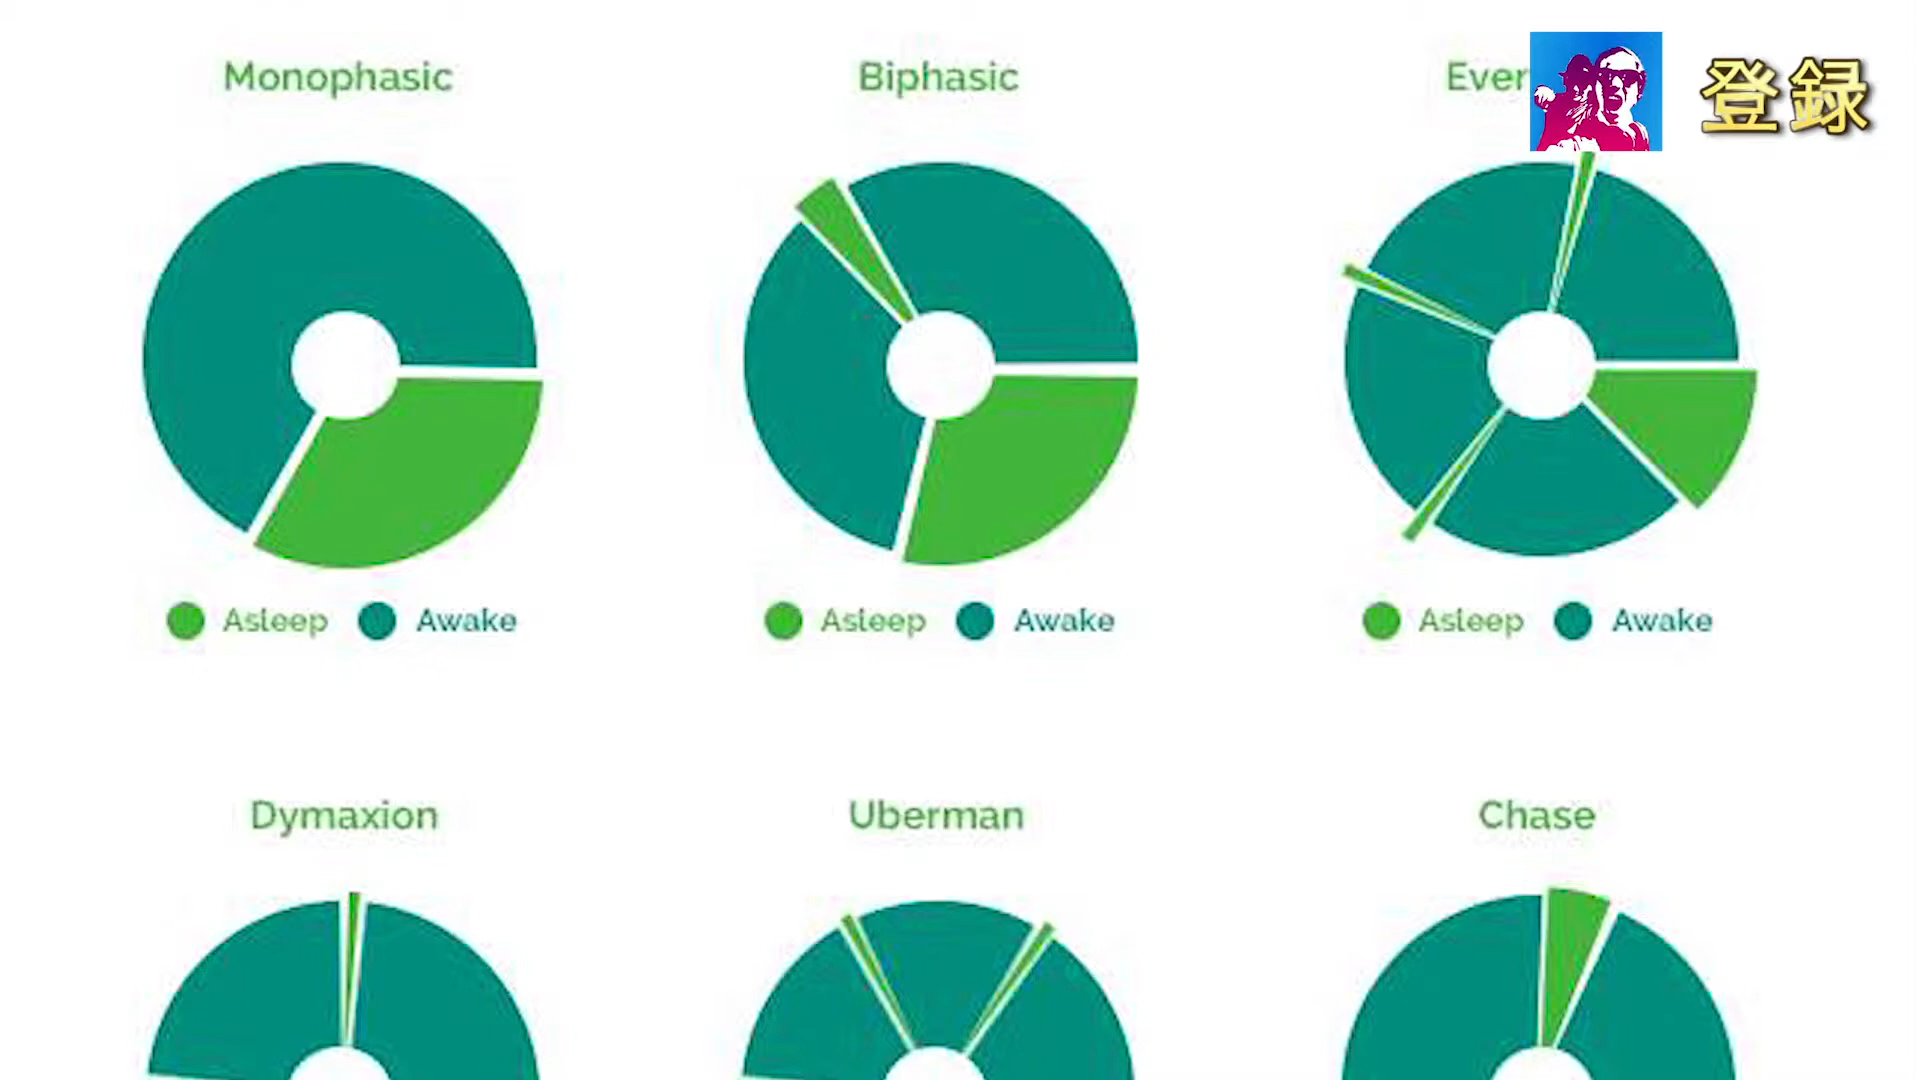 Monophasic
Biphasic
Ever
登録
Asleep Awake
Asleep Awake
Asleep Awake
Dymaxion
Uberman
Chase